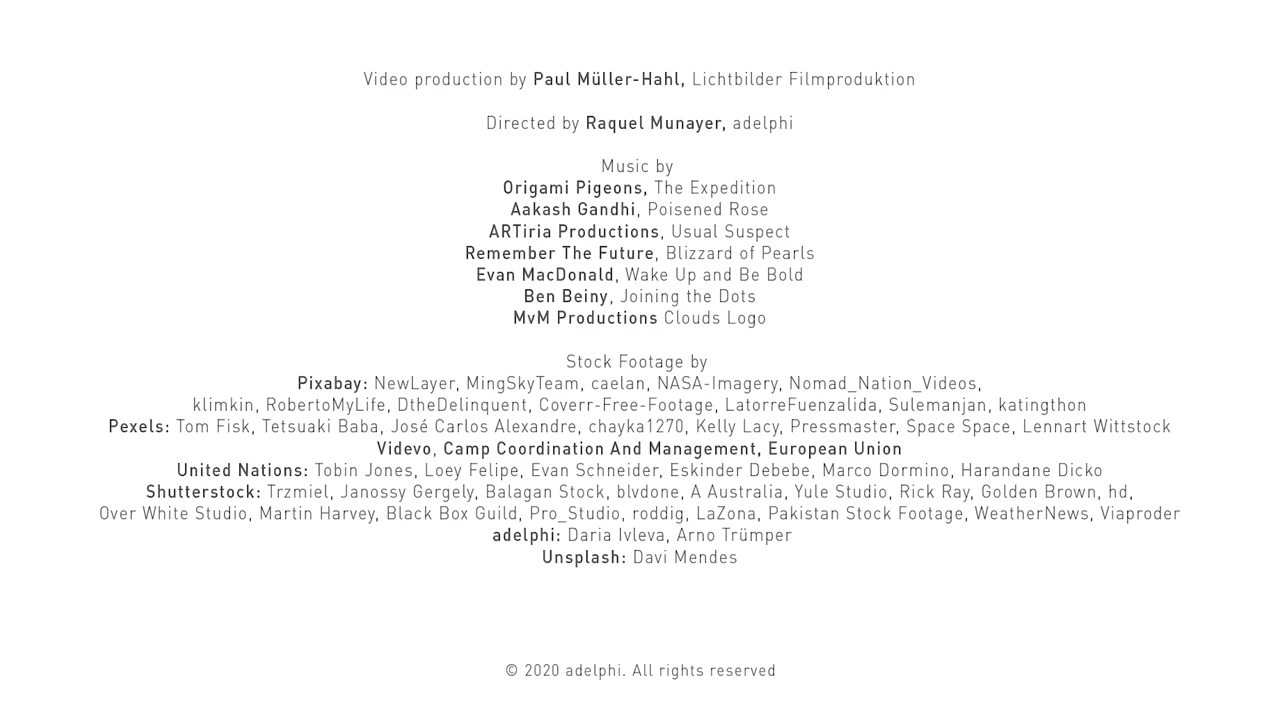 Video production by Paul Müller-Hahl, Lichtbilder Filmproduktion
Directed by Raquel Munayer, adelphi
Music by
Origami Pigeons, The Expedition
Aakash Gandhi, Poisened Rose
ARTiria Productions, Usual Suspect
Remember The Future, Blizzard of Pearls
Evan MacDonald, Wake Up and Be Bold
Ben Beiny, Joining the Dots
MvM Productions Clouds Logo
Stock Footage by
Pixabay: NewLayer, MingSkyTeam, caelan, NASA-Imagery, Nomad_Nation_Videos,
klimkin, RobertoMyLife, DtheDelinquent, Coverr-Free-Footage, LatorreFuenzalida, Sulemanjan, katingthon
Pexels: Tom Fisk, Tetsuaki Baba, José Carlos Alexandre, chayka1270, Kelly Lacy, Pressmaster, Space Space, Lennart Wittstock
Videvo, Camp Coordination And Management, European Union
United Nations: Tobin Jones, Loey Felipe, Evan Schneider, Eskinder Debebe, Marco Dormino, Harandane Dicko
Shutterstock: Trzmiel, Janossy Gergely, Balagan Stock, blvdone, A Australia, Yule Studio, Rick Ray, Golden Brown, hd,
Over White Studio, Martin Harvey, Black Box Guild, Pro_Studio, roddig, LaZona, Pakistan Stock Footage, WeatherNews, Viaproder
adelphi: Daria Ivleva, Arno Trümper
Unsplash: Davi Mendes
© 2020 adelphi. All rights reserved